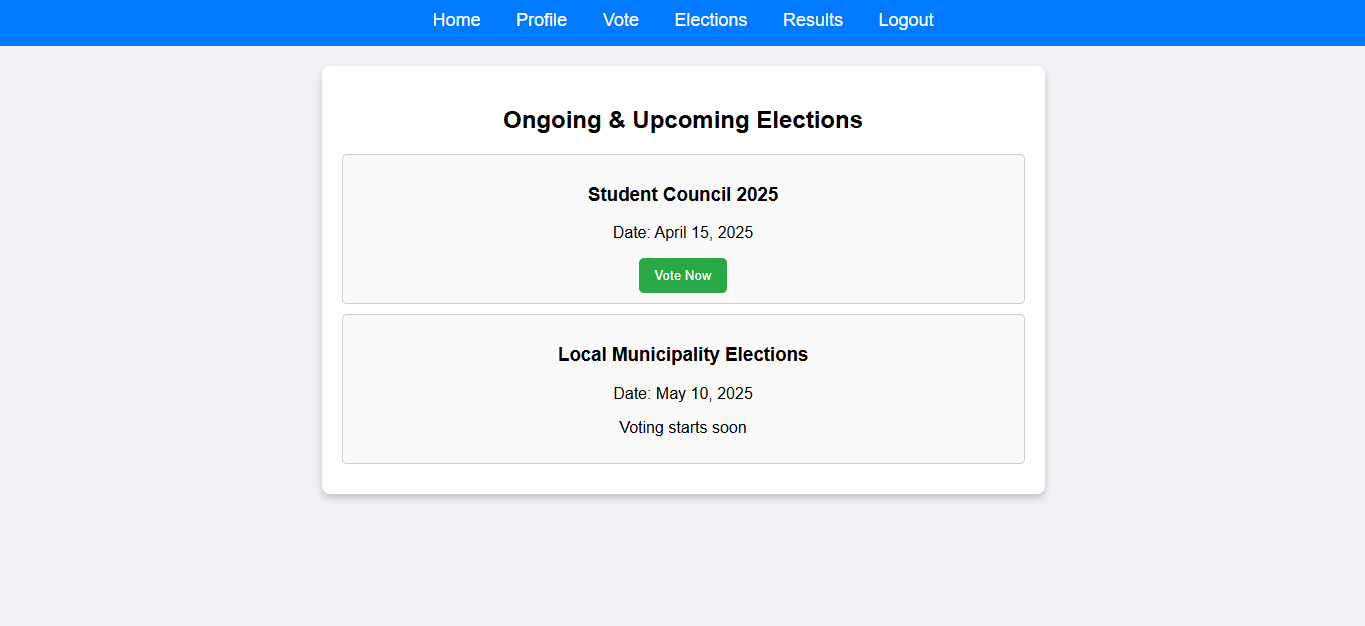 Home Profile Vote Elections Results Logout
Ongoing & Upcoming Elections
Student Council 2025
Date: April 15, 2025
Vote Now
Local Municipality Elections
Date: May 10, 2025
Voting starts soon